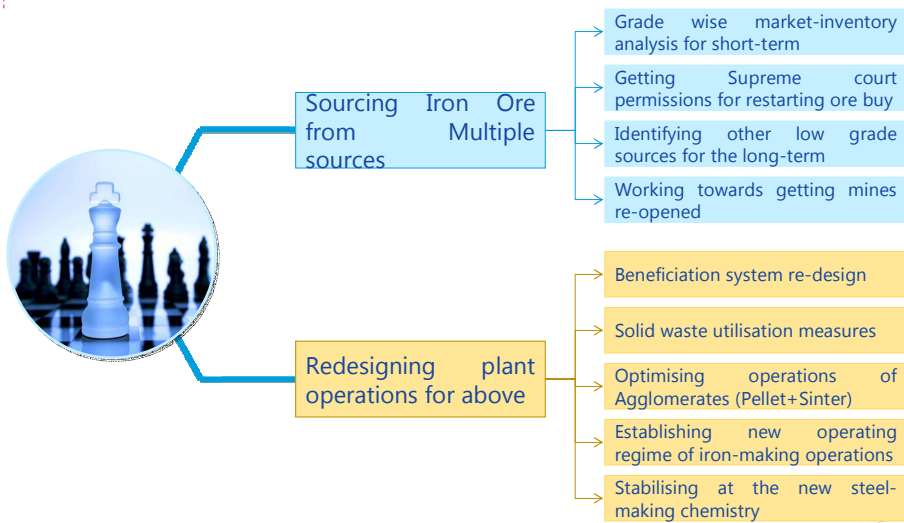 Grade wise market-inventory
analysis for short-term
Sourcing Iron Ore
from Multiple
sources
Getting Supreme court
permissions for restarting ore buy
Identifying other low grade
sources for the long-term
Working towards getting mines
re-opened
Beneficiation system re-design
Solid waste utilisation measures
Redesigning plant
operations for above
Optimising operations of
Agglomerates (Pellet+Sinter)
Establishing new operating
regime of iron-making operations
Stabilising at the new steel-
making chemistry